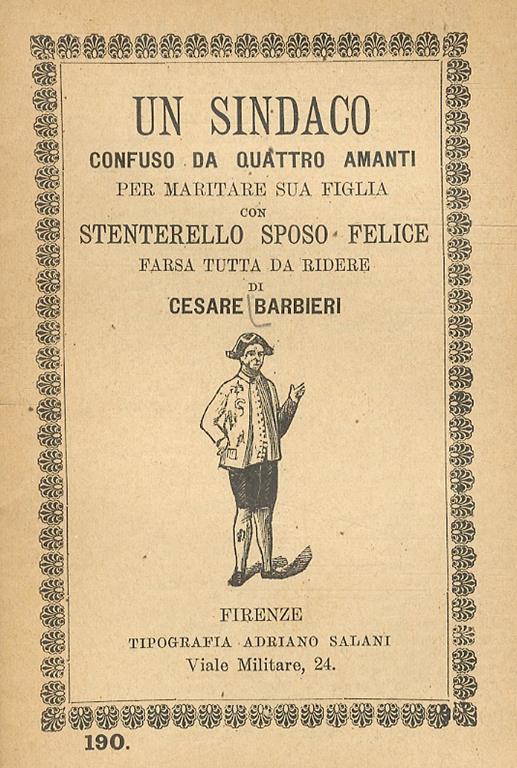 UN SINDACO
CONFUSO DA QUATTRO AMANTI
PER MARITARE SUA FIGLIA
CON
STENTERELLO SPOSO FELICE
FARSA TUTTA DA RIDERE
DI
CESARE BARBIERI
FIRENZE
TIPOGRAFIA ADRIANO SALANI
Viale Militare, 24.
190.